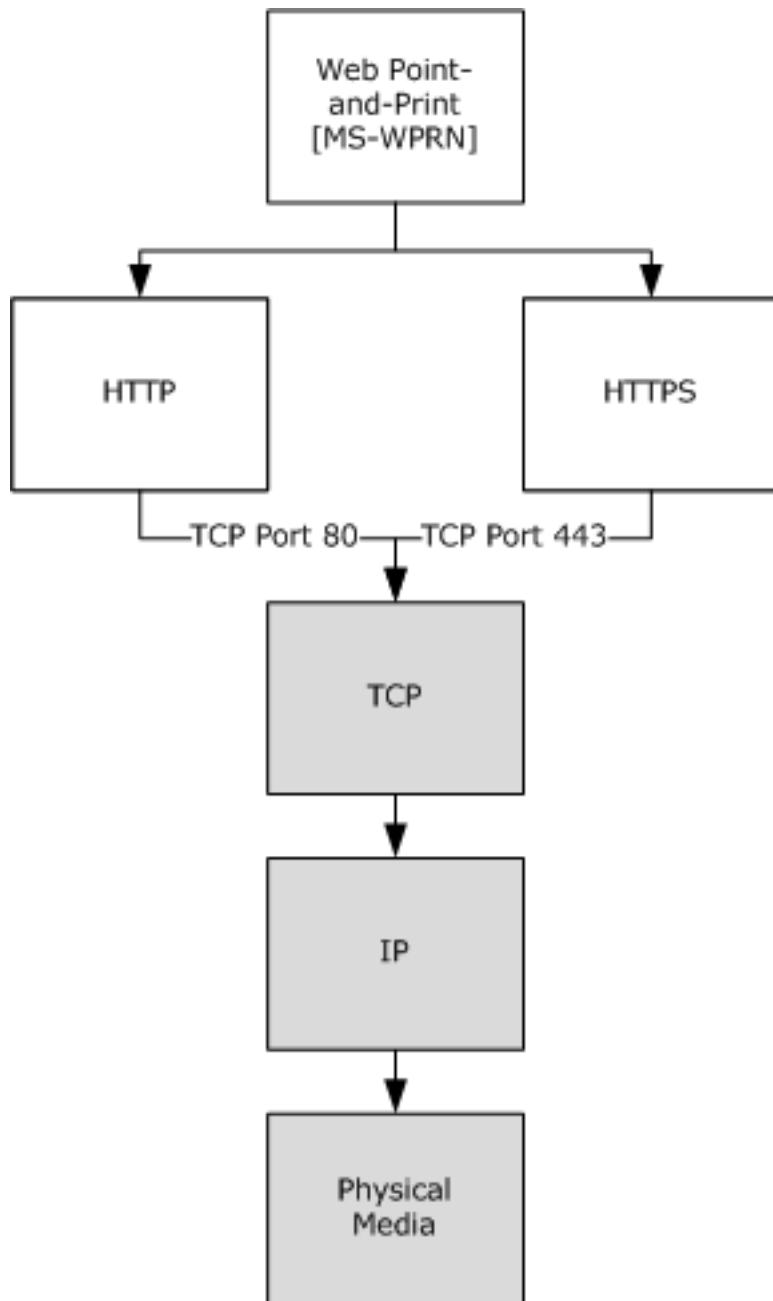 Web Point-
and-Print
[MS-WPRN]
HTTP
HTTPS
TCP Port 80
TCP Port 443
TCP
IP
Physical
Media